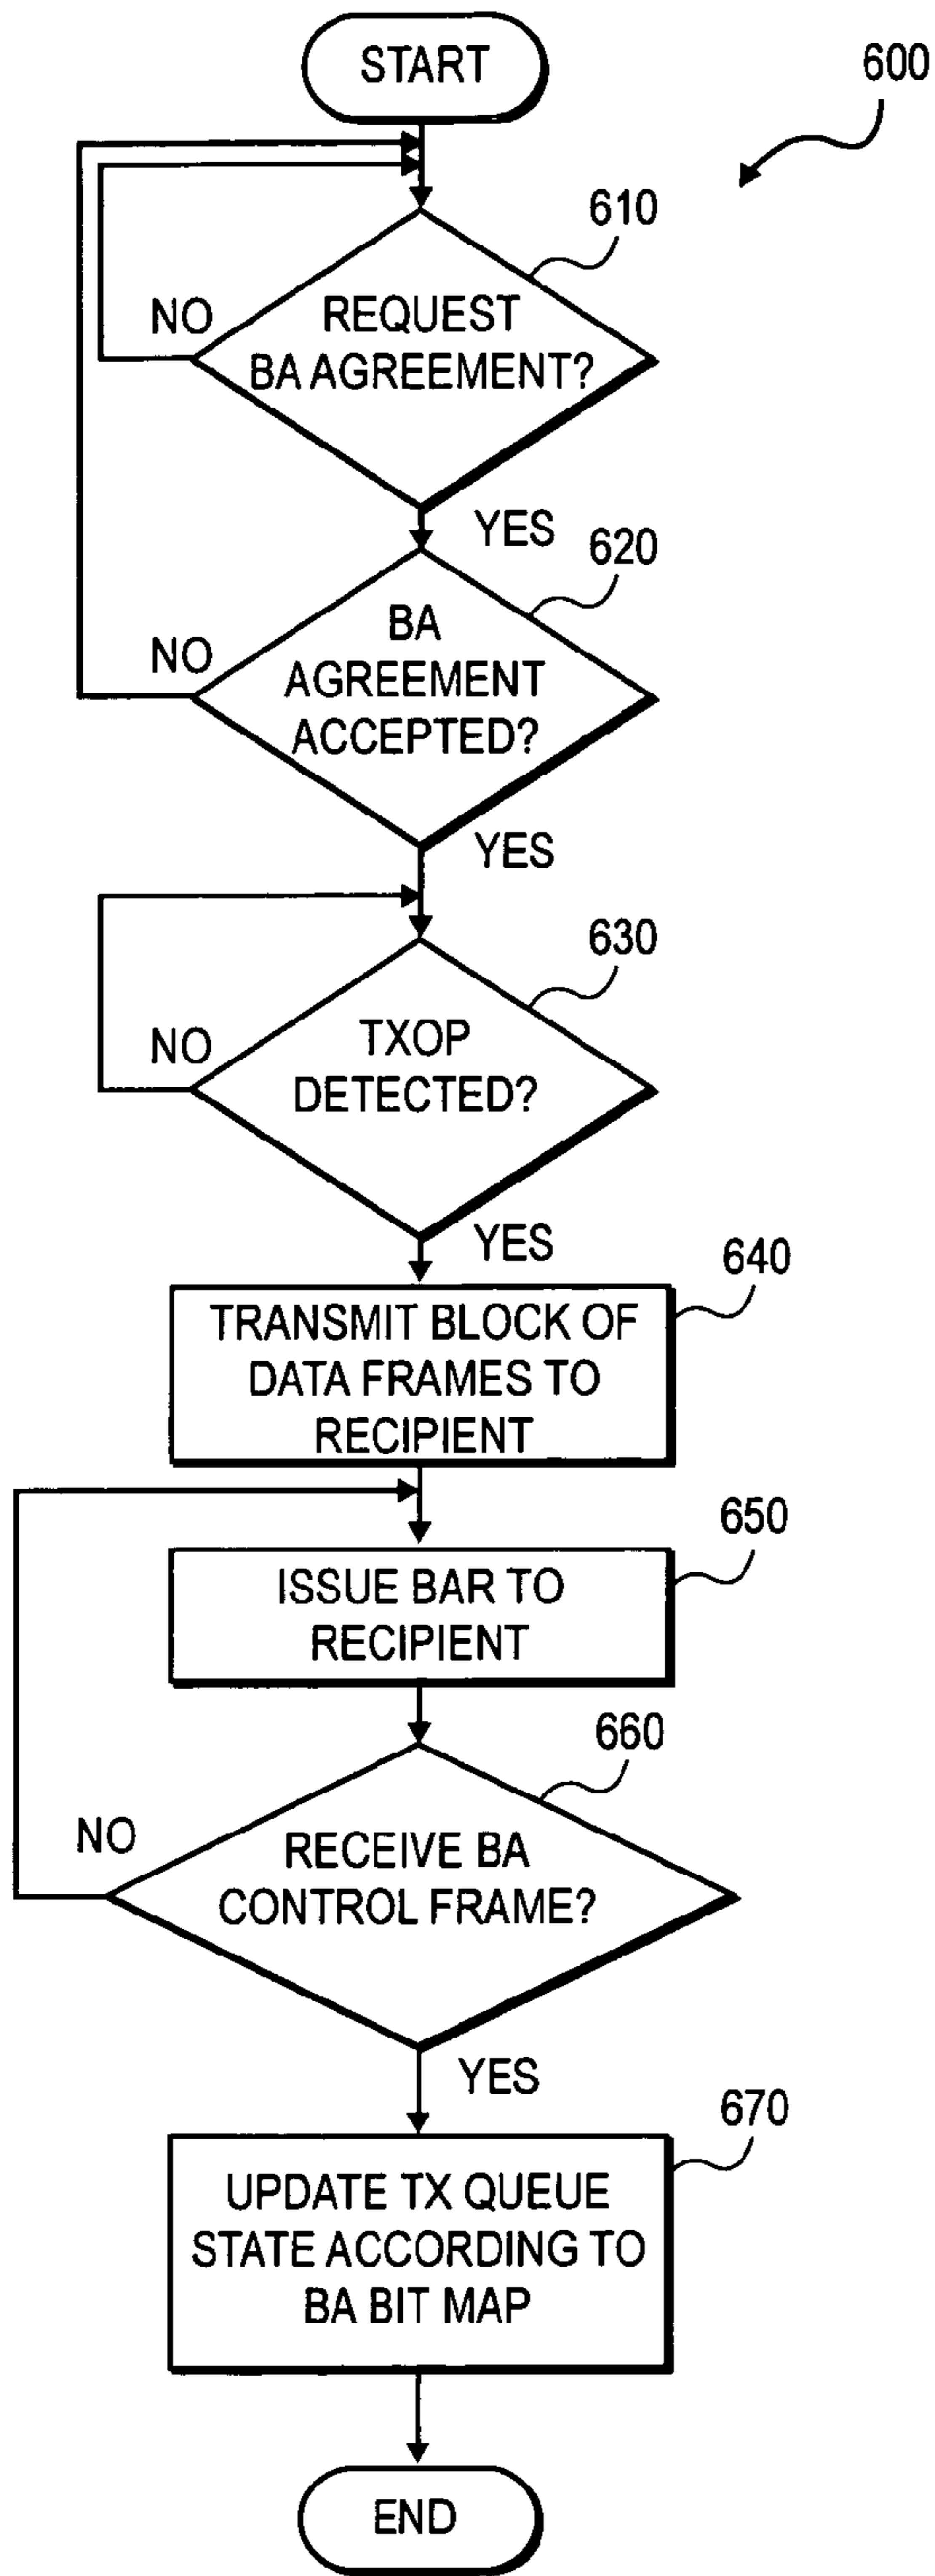 START
600
610
REQUEST
BA AGREEMENT?
NO
YES
620
BA
AGREEMENT
ACCEPTED?
NO
YES
630
TXOP
DETECTED?
NO
YES
640
TRANSMIT BLOCK OF
DATA FRAMES TO
RECIPIENT
650
ISSUE BAR TO
RECIPIENT
660
RECEIVE BA
CONTROL FRAME?
NO
YES
670
UPDATE TX QUEUE
STATE ACCORDING TO
BA BIT MAP
END